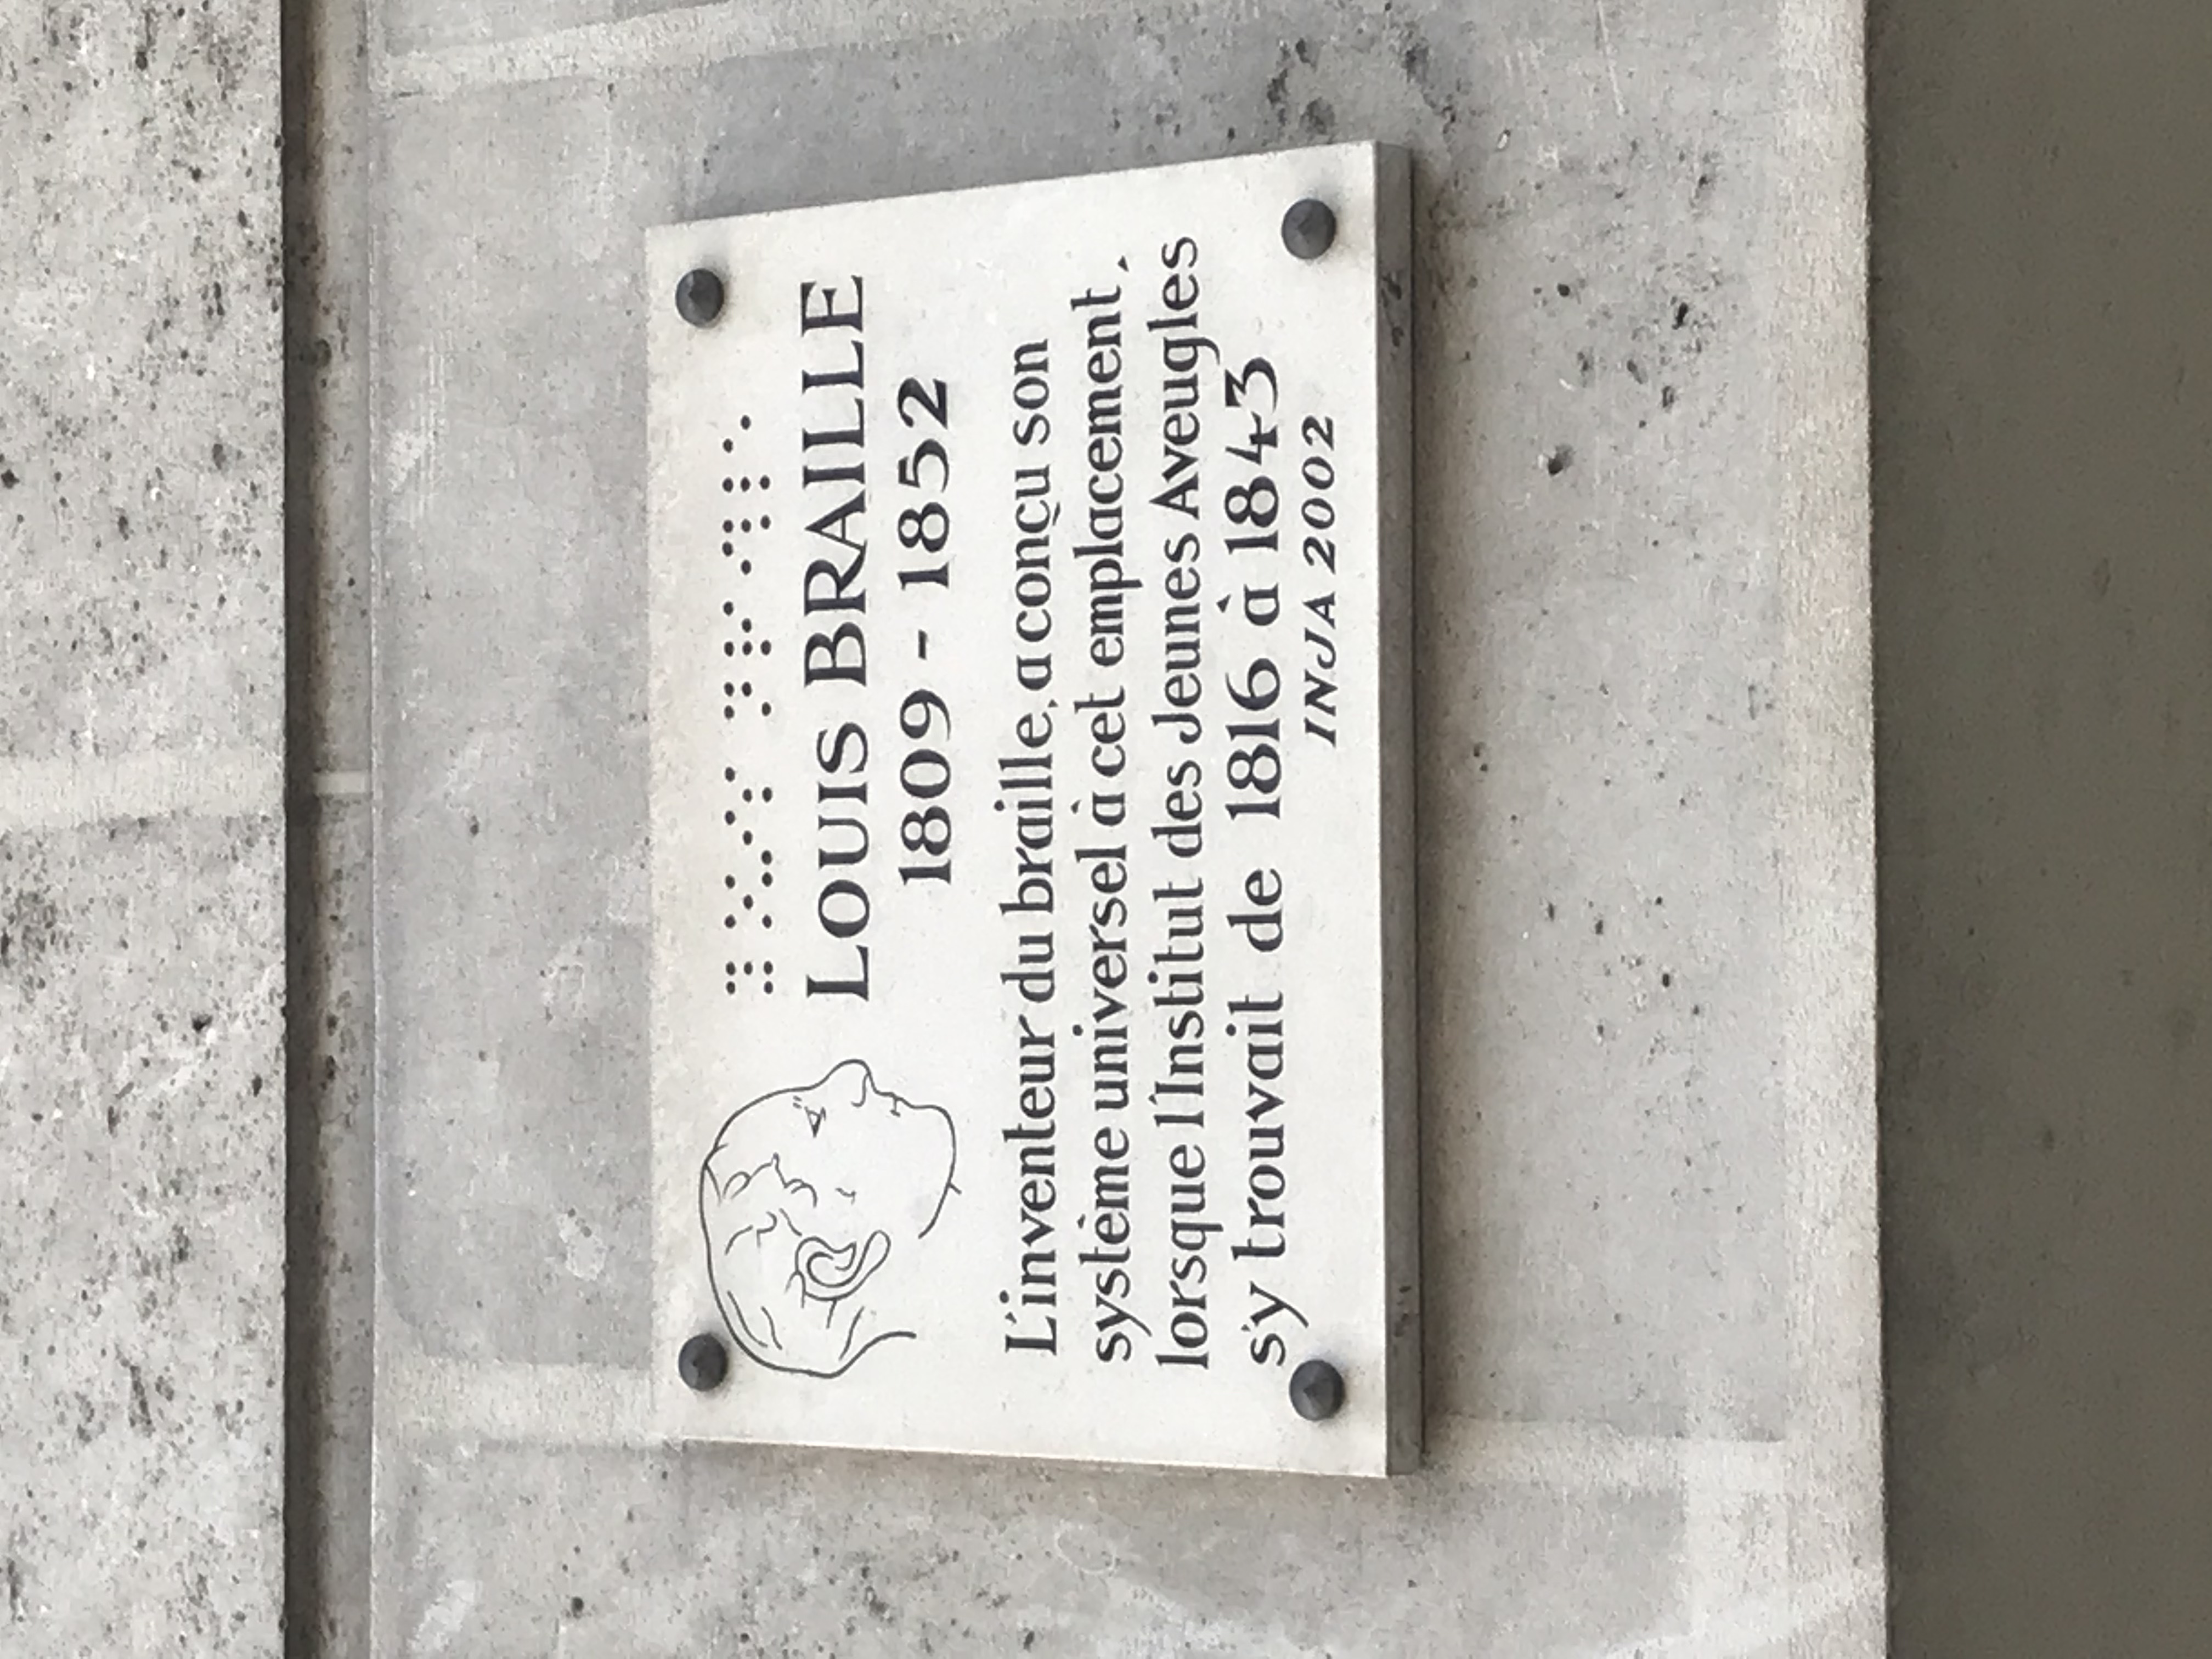 ⠨⠇⠕⠥⠊⠎ ⠨⠃⠗⠁⠊⠇⠇⠑
LOUIS BRAILLE
1809 - 1852
L'inventeur du braille, a conçu son
système universel à cet emplacement,
lorsque l'Institut des Jeunes Aveugles
s'y trouvait de 1816 à 1843
INJA 2002